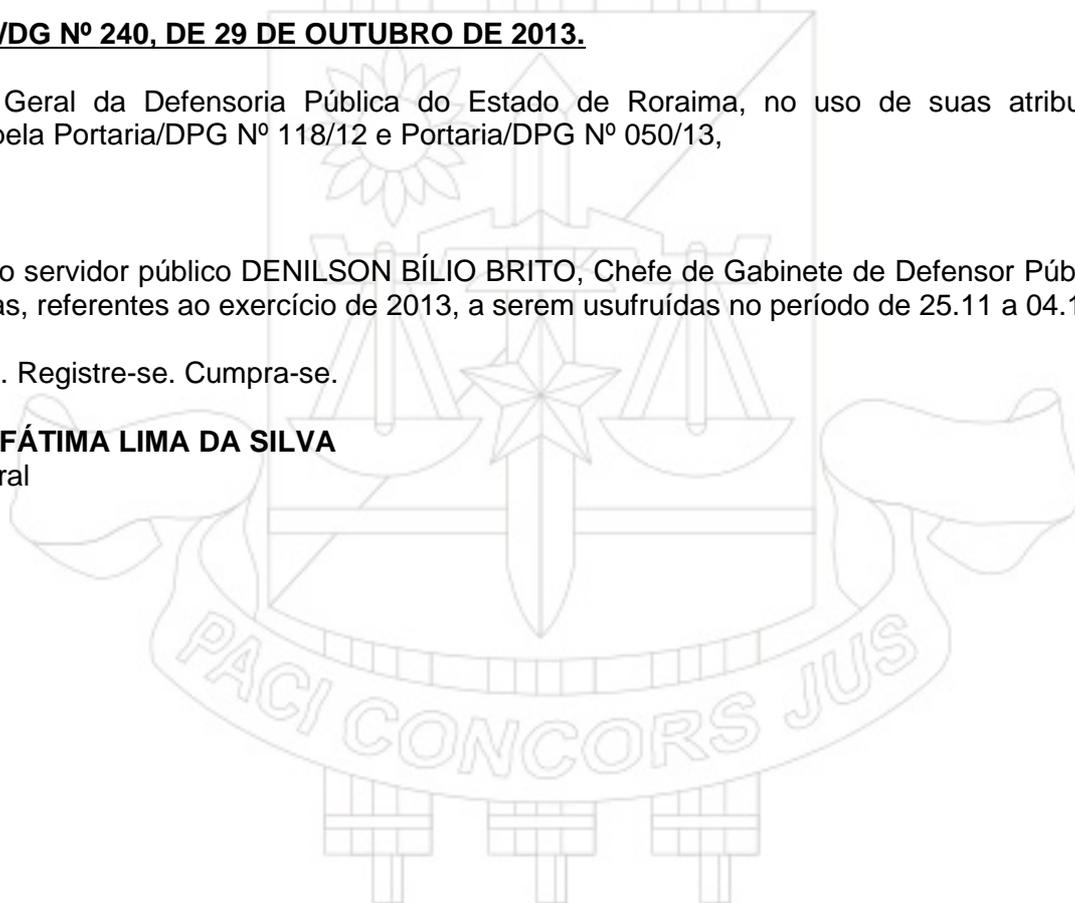 /DG Nº 240, DE 29 DE OUTUBRO DE 2013.
Geral da Defensoria Pública do Estado de Roraima, no uso de suas atribu
pela Portaria/DPG Nº 118/12 e Portaria/DPG Nº 050/13,
o servidor público DENILSON BÍLIO BRITO, Chefe de Gabinete de Defensor Púb
as, referentes ao exercício de 2013, a serem usufruídas no período de 25.11 a 04.1
. Registre-se. Cumpra-se.
FÁTIMA LIMA DA SILVA
ral
PACI CONCORS JUS